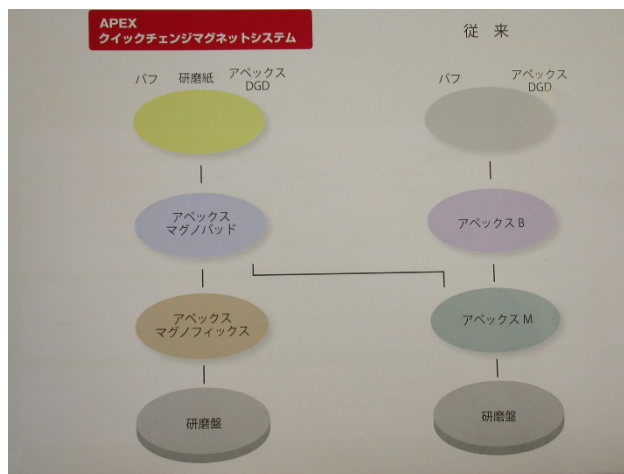 APEX
クイックチェンジマグネットシステム
従 来
バフ 研磨紙 アペックス
DGD
バフ アペックス
DGD
アペックス
マグノパッド
アペックス B
アペックス
マグノフィックス
アペックス M
研磨盤
研磨盤